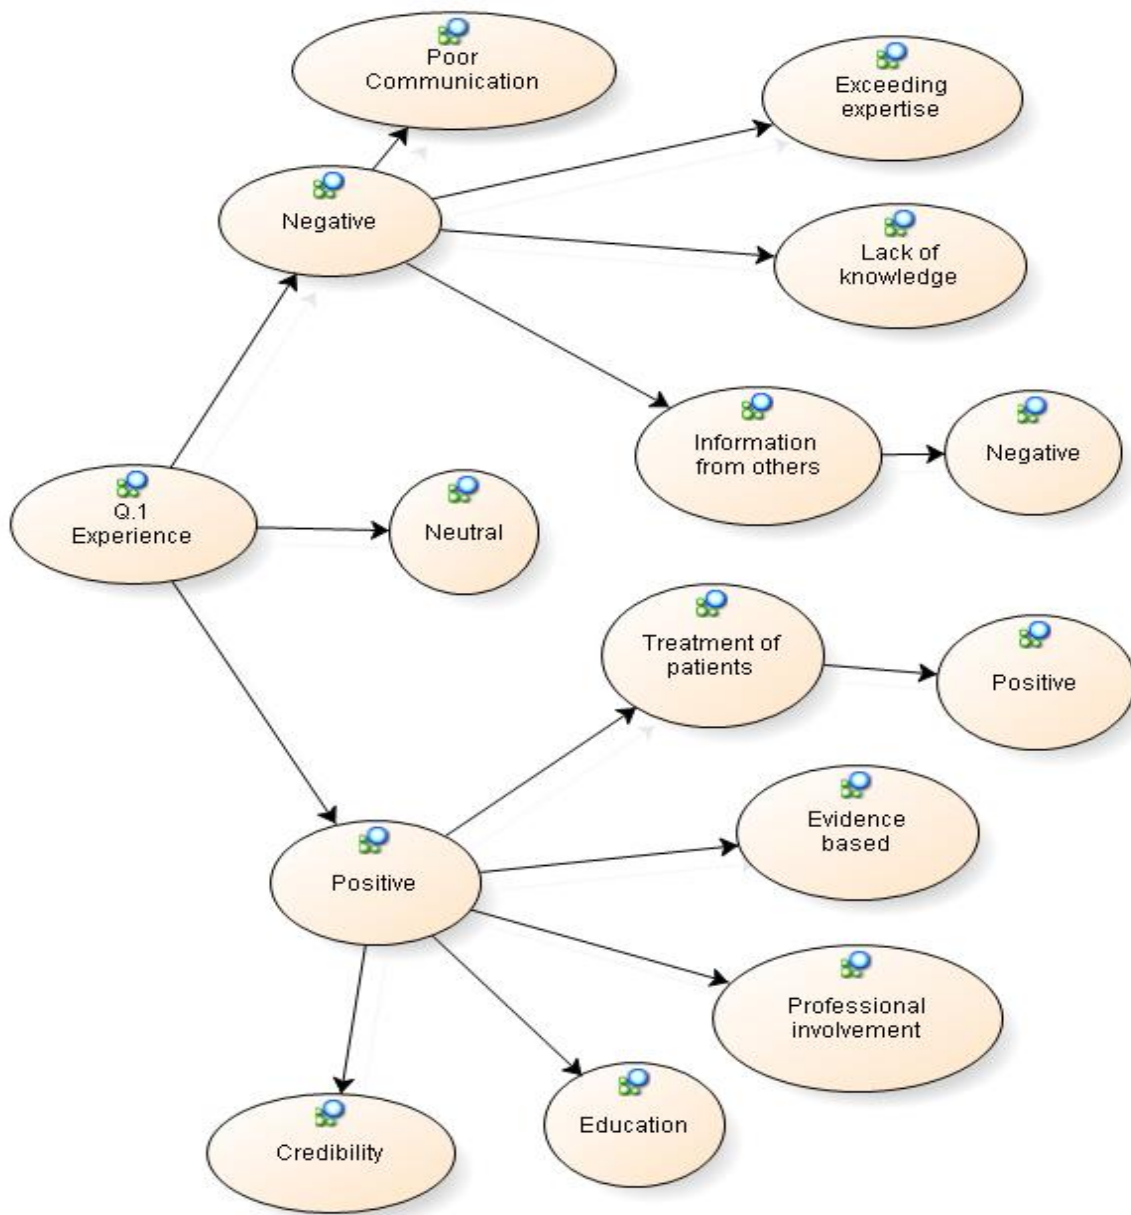 Poor
Communication
Exceeding
expertise
Negative
Lack of
knowledge
Information
from others
Negative
Q.1
Experience
Neutral
Treatment of
patients
Positive
Evidence
based
Positive
Professional
involvement
Education
Credibility